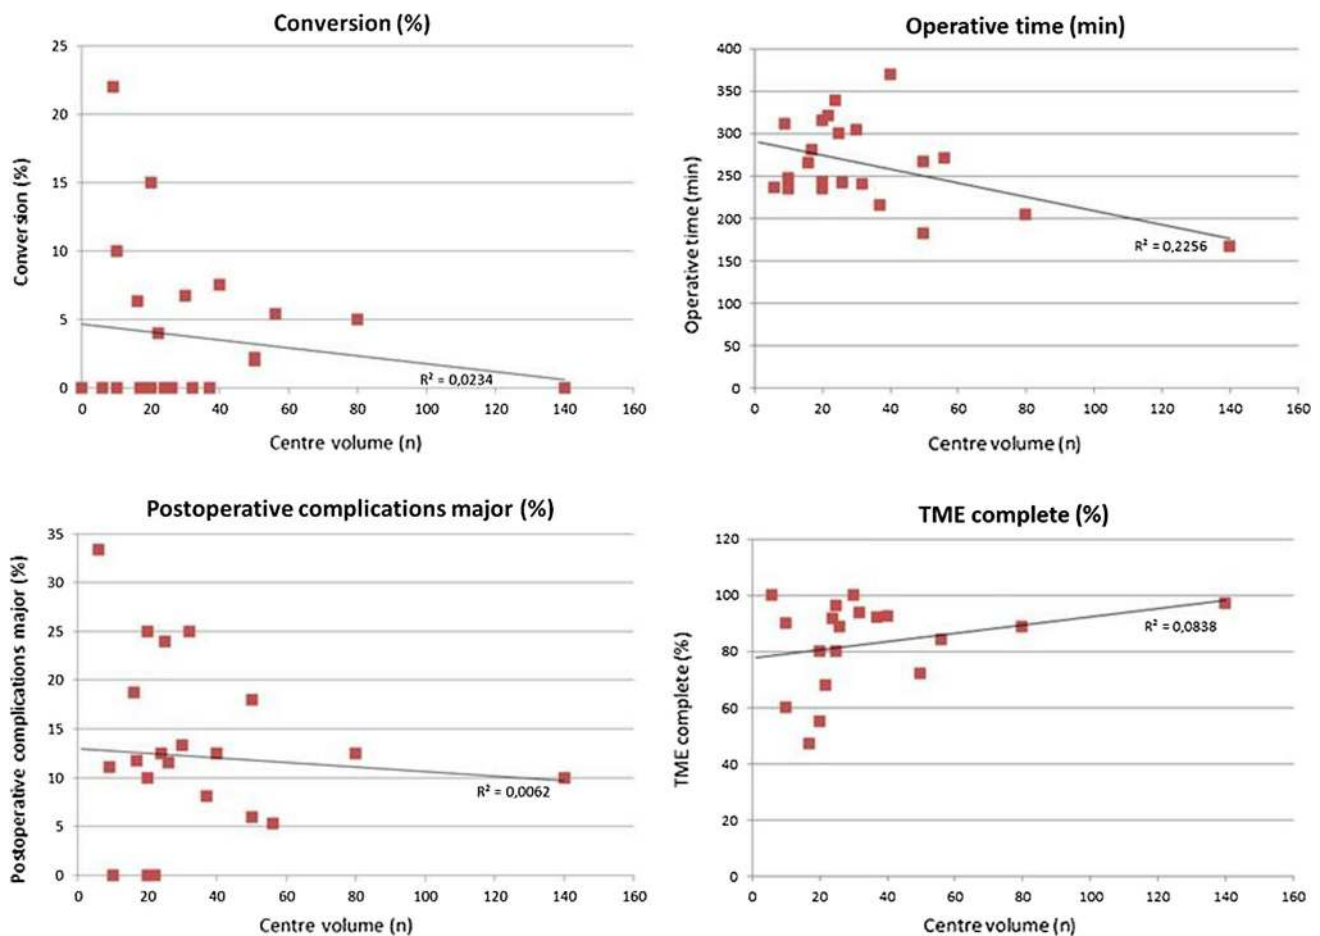 Conversion (%)
25
20
15
10
5
0
Conversion (%)
R² = 0,0234
0 20 40 60 80 100 120 140 160
Centre volume (n)
Operative time (min)
400
350
300
250
200
150
100
50
0
Operative time (min)
R² = 0,2256
0 20 40 60 80 100 120 140 160
Centre volume (n)
Postoperative complications major (%)
35
30
25
20
15
10
5
0
Postoperative complications major (%)
R² = 0,0062
0 20 40 60 80 100 120 140 160
Centre volume (n)
TME complete (%)
120
100
80
60
40
20
0
TME complete (%)
R² = 0,0838
0 20 40 60 80 100 120 140 160
Centre volume (n)